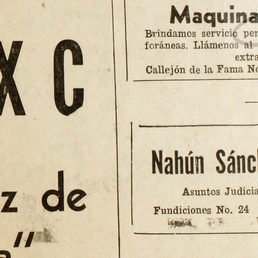 XC
z de
a”
Maquina
Brindamos servicio per
foráneas. Llámenos al
extra
Callejón de la Fama No
Nahún Sánch
Asuntos Judicia
Fundiciones No. 24